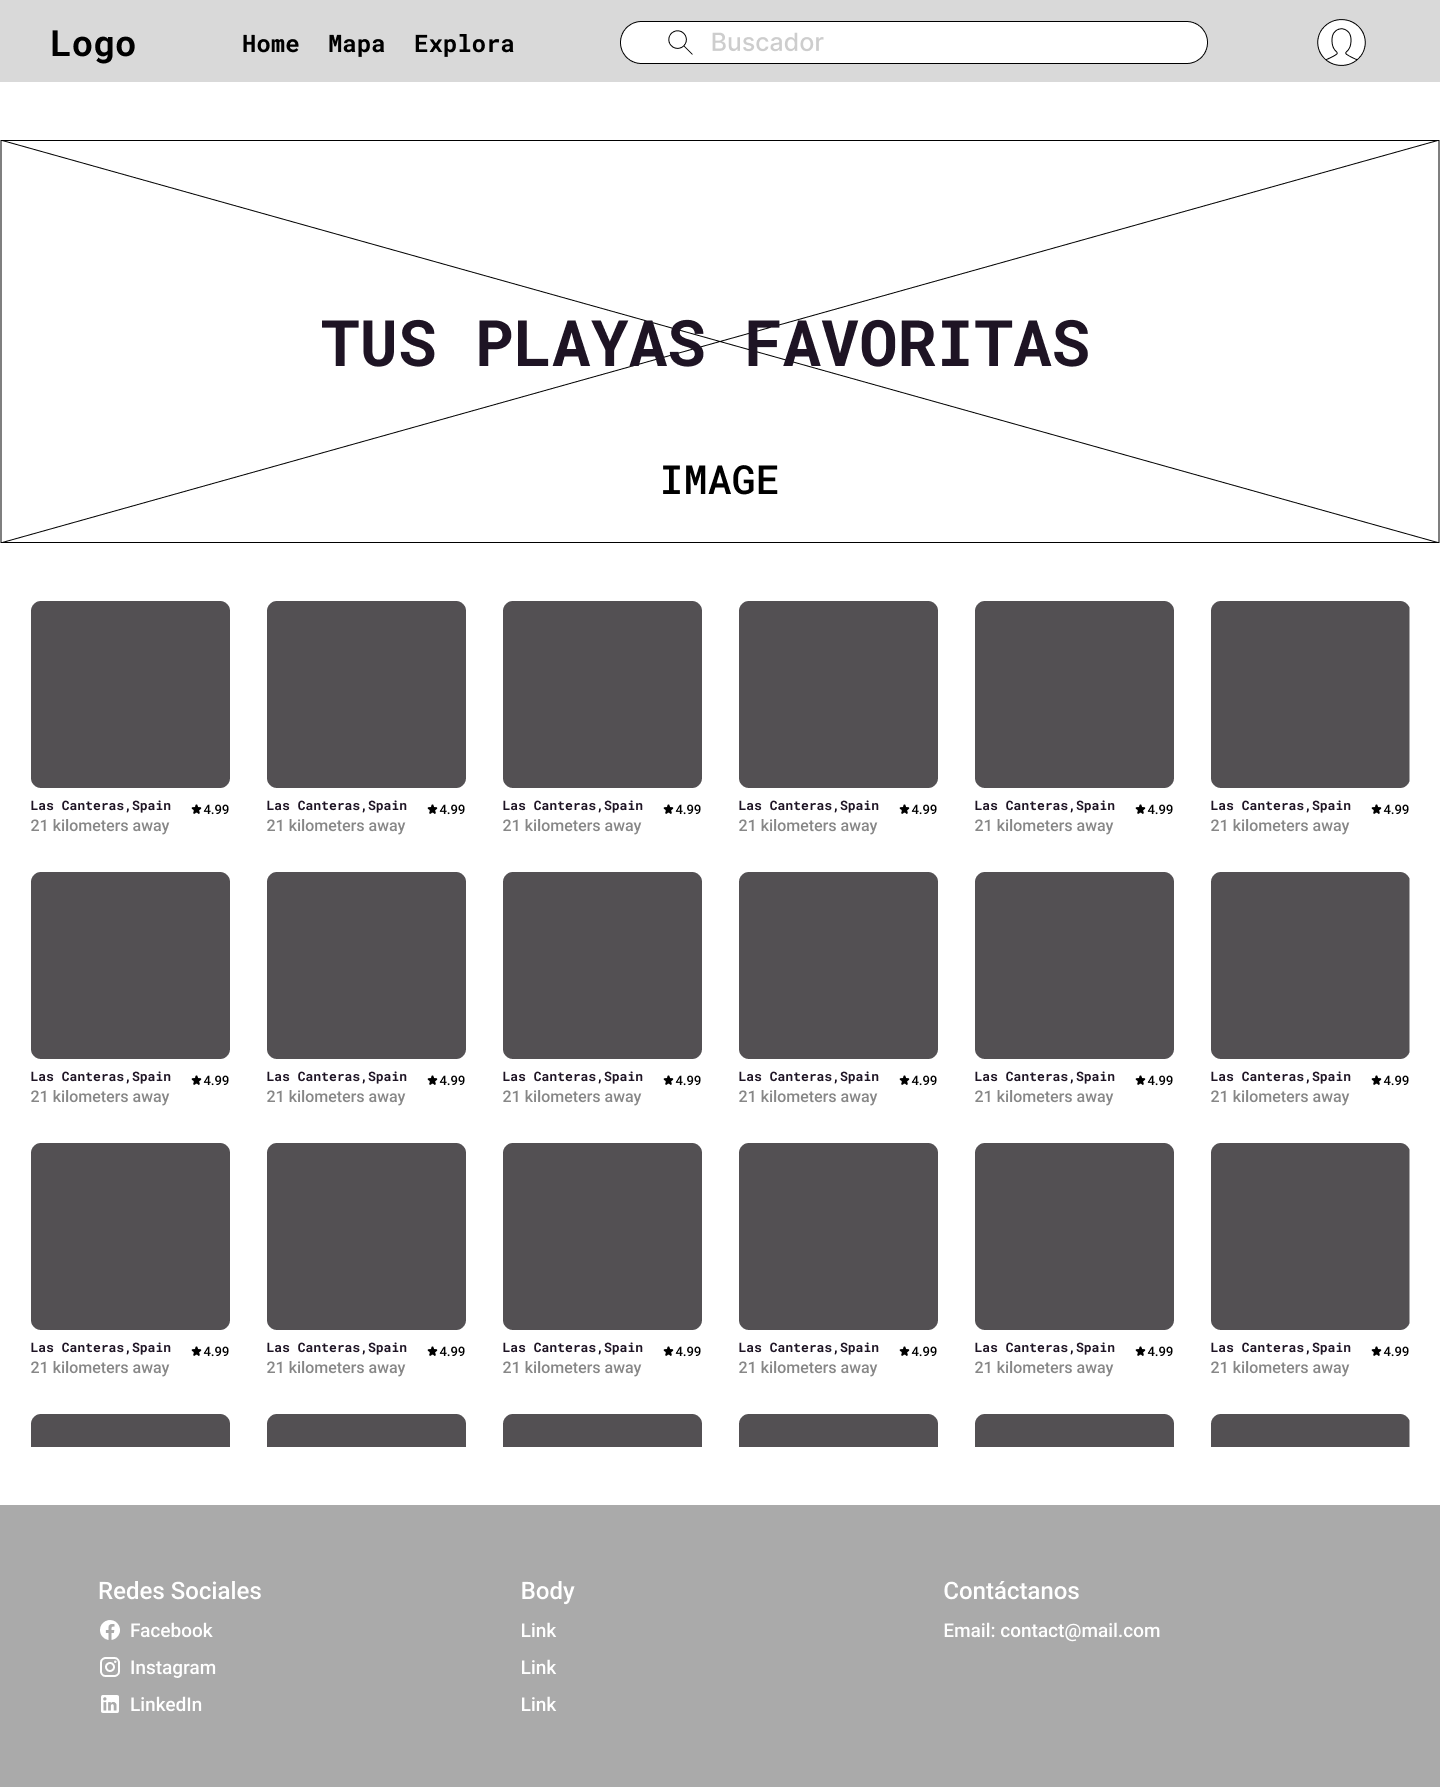 Logo
Home Mapa Explora
Buscador
TUS PLAYAS FAVORITAS
IMAGE
Las Canteras,Spain 4.99
21 kilometers away
Las Canteras,Spain 4.99
21 kilometers away
Las Canteras,Spain 4.99
21 kilometers away
Las Canteras,Spain 4.99
21 kilometers away
Las Canteras,Spain 4.99
21 kilometers away
Las Canteras,Spain 4.99
21 kilometers away
Las Canteras,Spain 4.99
21 kilometers away
Las Canteras,Spain 4.99
21 kilometers away
Las Canteras,Spain 4.99
21 kilometers away
Las Canteras,Spain 4.99
21 kilometers away
Las Canteras,Spain 4.99
21 kilometers away
Las Canteras,Spain 4.99
21 kilometers away
Las Canteras,Spain 4.99
21 kilometers away
Las Canteras,Spain 4.99
21 kilometers away
Las Canteras,Spain 4.99
21 kilometers away
Las Canteras,Spain 4.99
21 kilometers away
Las Canteras,Spain 4.99
21 kilometers away
Las Canteras,Spain 4.99
21 kilometers away
Redes Sociales
Facebook
Instagram
LinkedIn
Body
Link
Link
Link
Contáctanos
Email: contact@mail.com